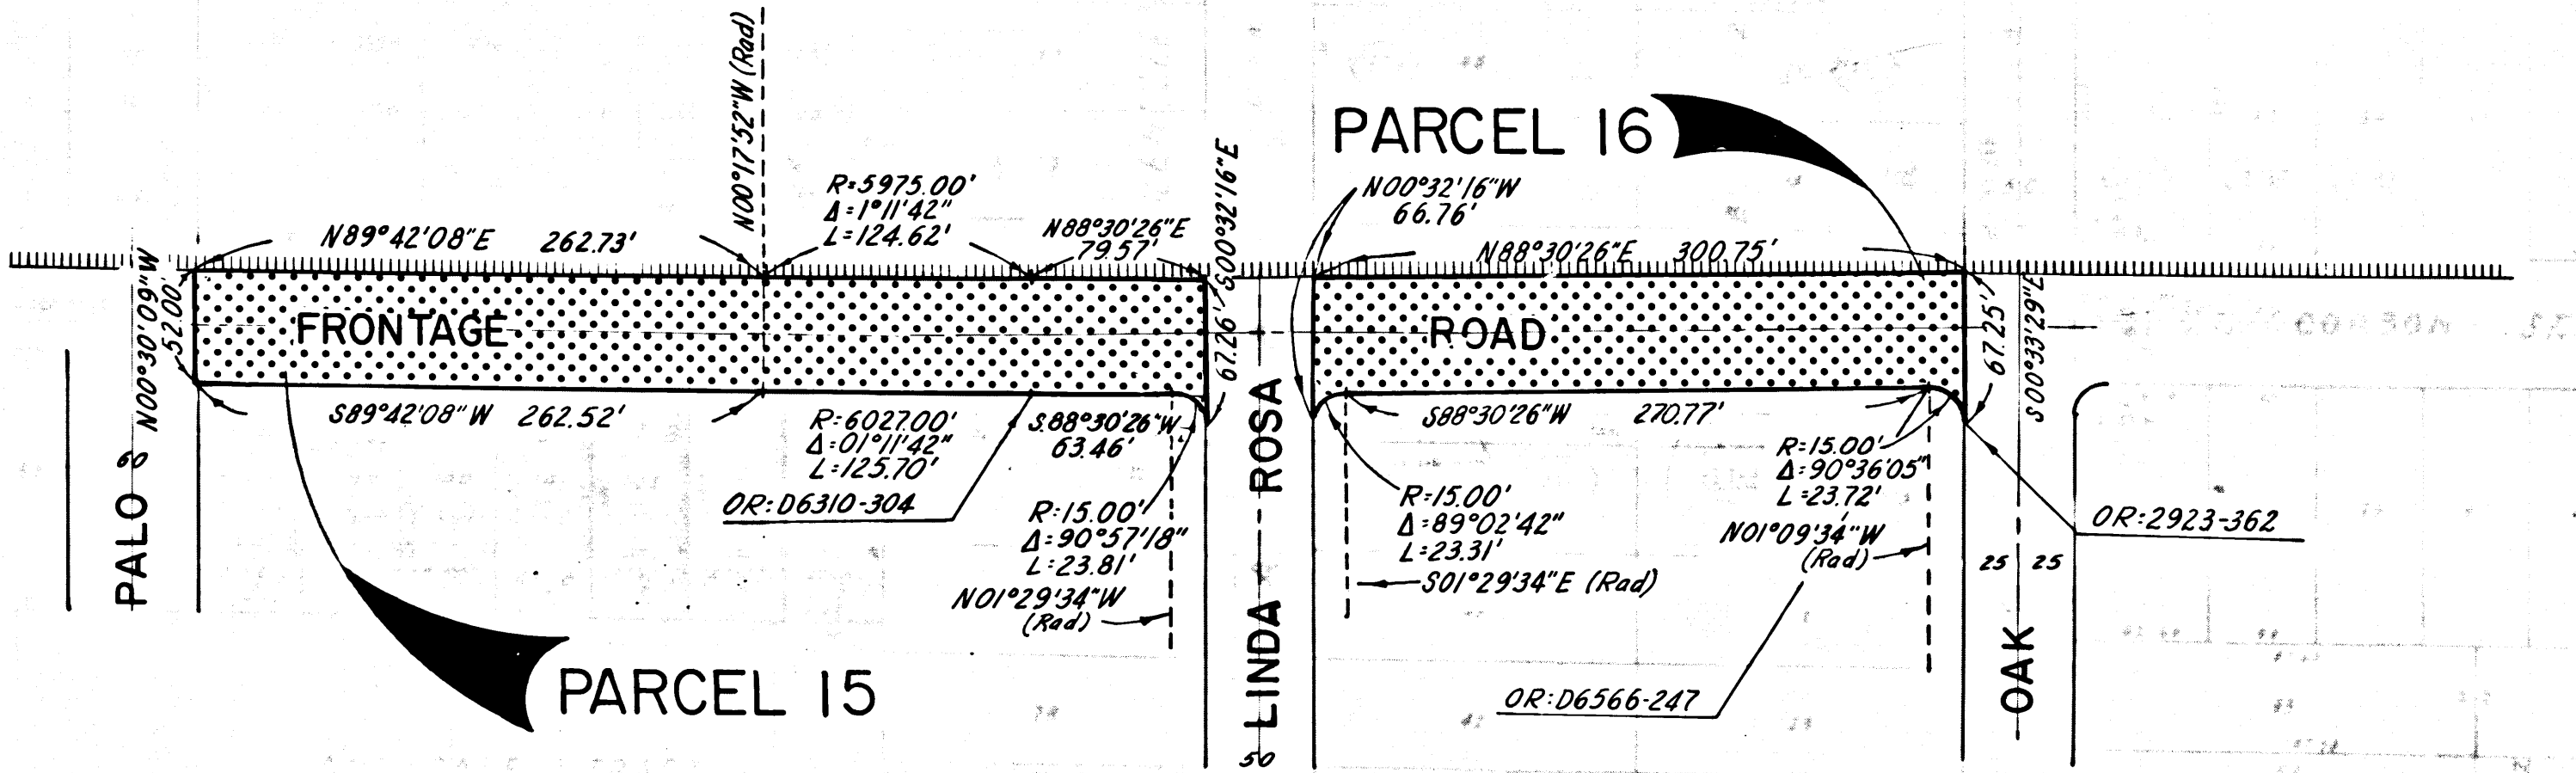 N00°17'52"W (Rad)
PARCEL 16
R=5975.00'
Δ=1°11'42"
L=124.62'
S00°32'16"E
67.26'
N00°32'16"W
66.76'
N89°42'08"E 262.73'
N88°30'26"E
79.57'
N88°30'26"E 300.75'
N00°30'09"W
52.00'
FRONTAGE
ROAD
67.25'
S00°33'29"E
S89°42'08"W 262.52'
R=6027.00'
Δ=01°11'42"
L=125.70'
S88°30'26"W
63.46'
S88°30'26"W 270.77'
OR:D6310-304
R=15.00'
Δ=90°57'18"
L=23.81'
N01°29'34"W
(Rad)
R=15.00'
Δ=89°02'42"
L=23.31'
S01°29'34"E (Rad)
R=15.00'
Δ=90°36'05"
L=23.72'
N01°09'34"W
(Rad)
OR:2923-362
OR:D6566-247
60
PALO
LINDA ROSA
50
25 25
OAK
PARCEL 15